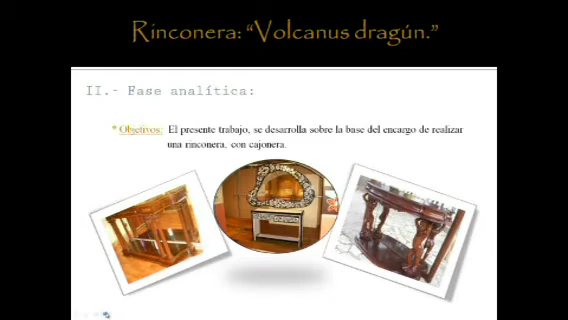 Rinconera: “Volcanus dragún.”
II.- Fase analítica:
* Objetivos: El presente trabajo, se desarrolla sobre la base del encargo de realizar
una rinconera, con cajonera.